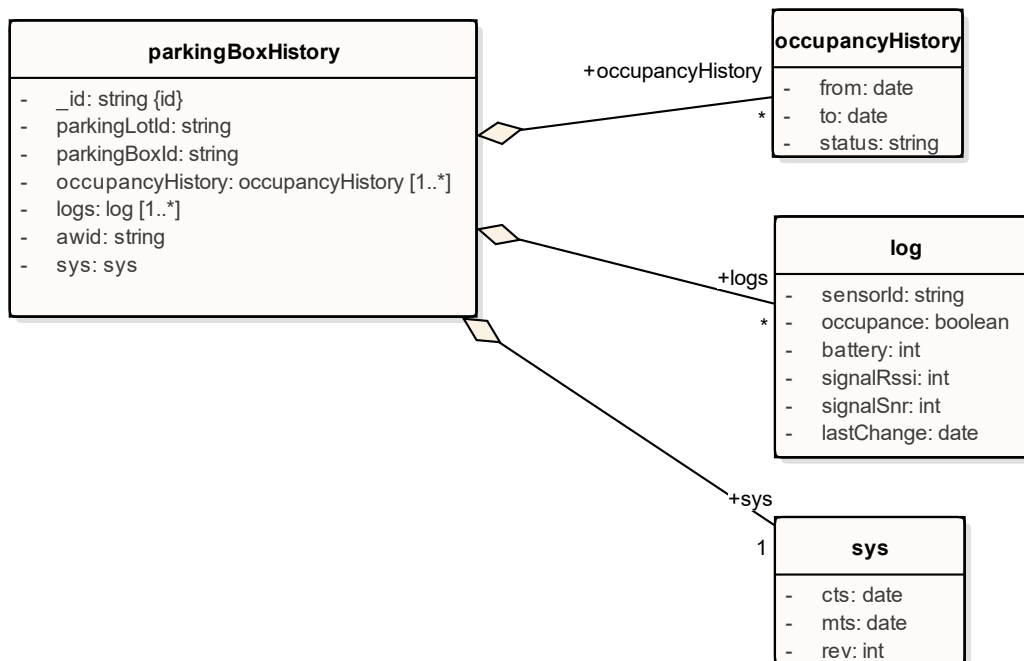 parkingBoxHistory
- _id: string {id}
- parkingLotId: string
- parkingBoxId: string
- occupancyHistory: occupancyHistory [1..*]
- logs: log [1..*]
- awid: string
- sys: sys
+occupancyHistory
*
occupancyHistory
- from: date
- to: date
- status: string
+logs
*
log
- sensorId: string
- occupance: boolean
- battery: int
- signalRssi: int
- signalSnr: int
- lastChange: date
+sys
1
sys
- cts: date
- mts: date
- rev: int